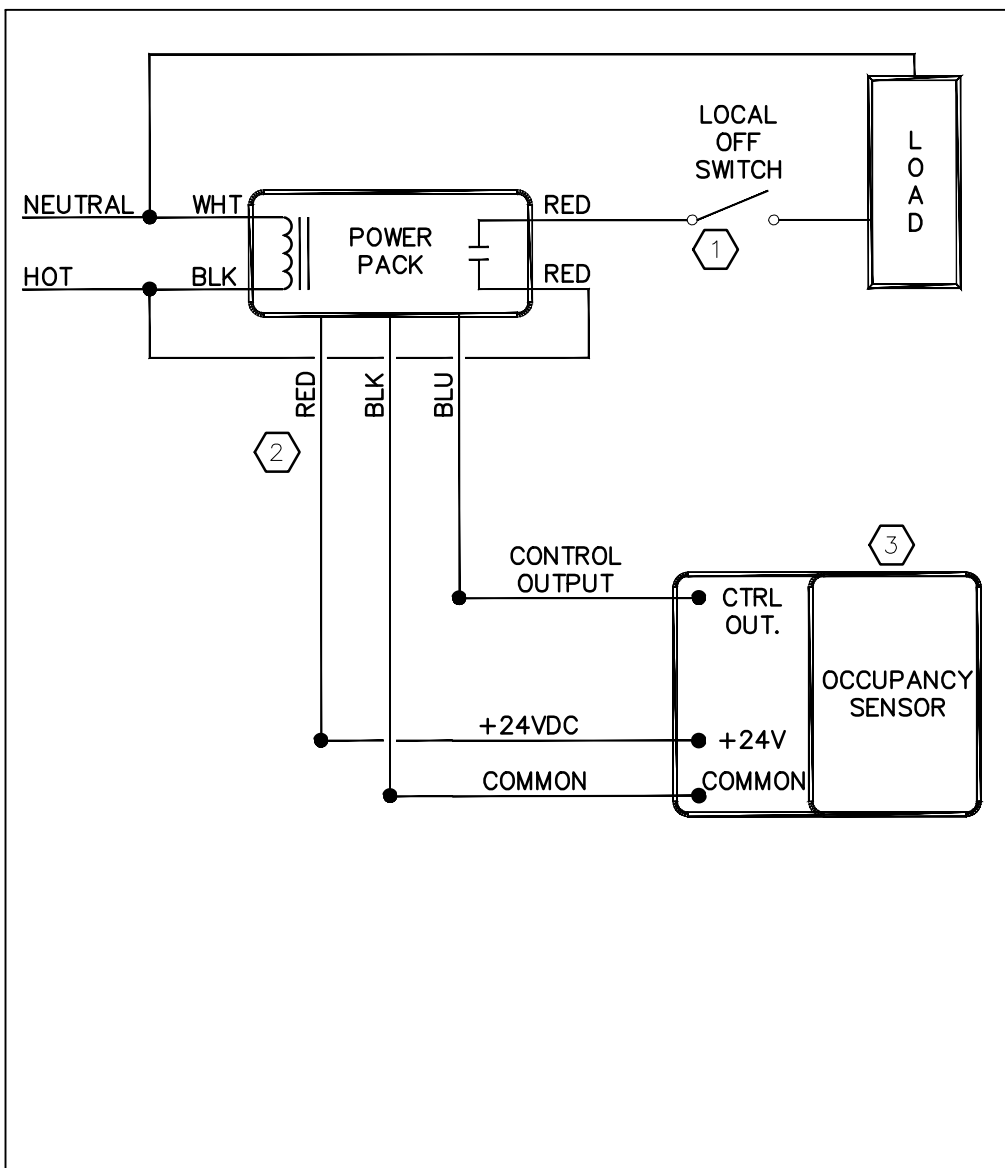 LOCAL
OFF
SWITCH
LOAD
NEUTRAL
WHT
POWER
PACK
RED
1
HOT
BLK
RED
RED
BLK
BLU
2
3
CONTROL
OUTPUT
CTRL
OUT.
OCCUPANCY
SENSOR
+24VDC
+24V
COMMON
COMMON